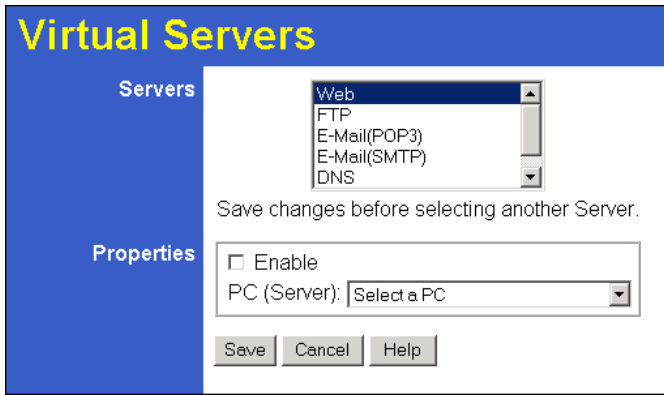 Virtual Servers
Servers
Web
FTP
E-Mail(POP3)
E-Mail(SMTP)
DNS
Save changes before selecting another Server.
Properties
Enable
PC (Server): Select a PC
Save Cancel Help